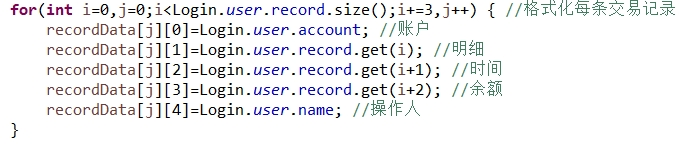 for(int i=0,j=0;i<Login.user.record.size();i+=3,j++) { //格式化每条交易记录
    recordData[j][0]=Login.user.account; //账户
    recordData[j][1]=Login.user.record.get(i); //明细
    recordData[j][2]=Login.user.record.get(i+1); //时间
    recordData[j][3]=Login.user.record.get(i+2); //余额
    recordData[j][4]=Login.user.name; //操作人
}